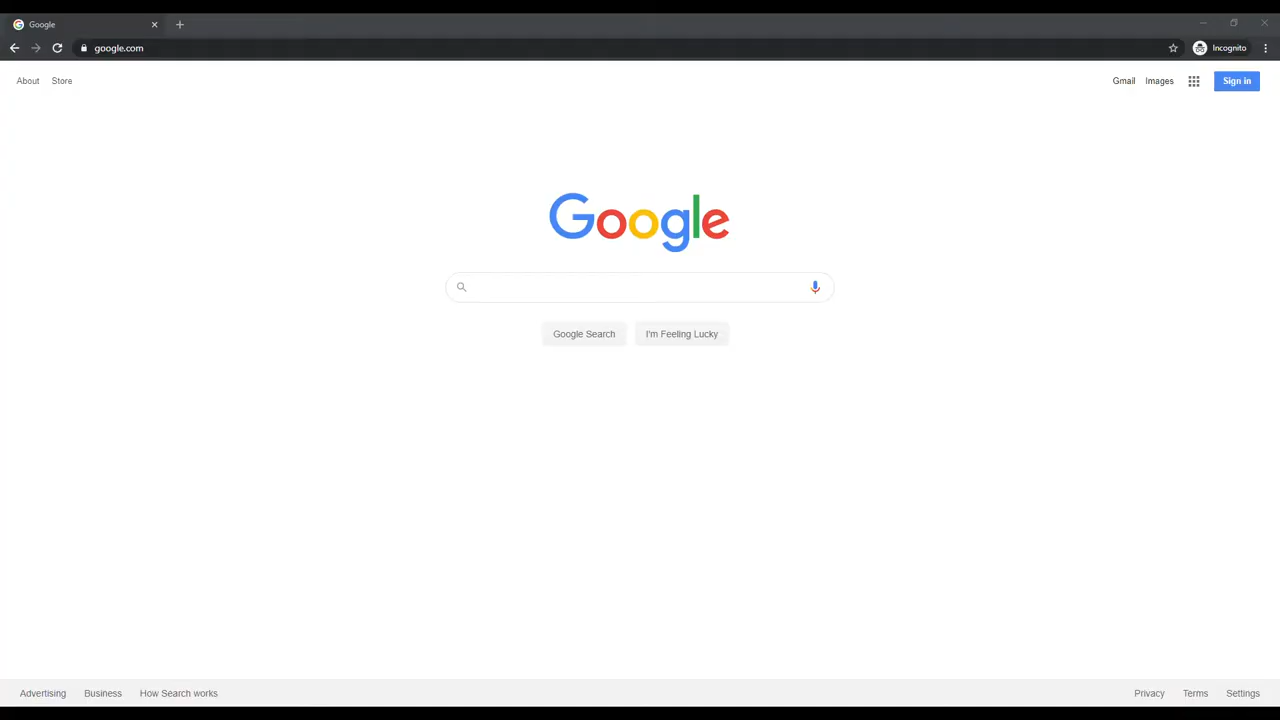 Google
google.com
Incognito
About Store
Gmail Images Sign in
Google
Google Search I'm Feeling Lucky
Advertising Business How Search works
Privacy Terms Settings